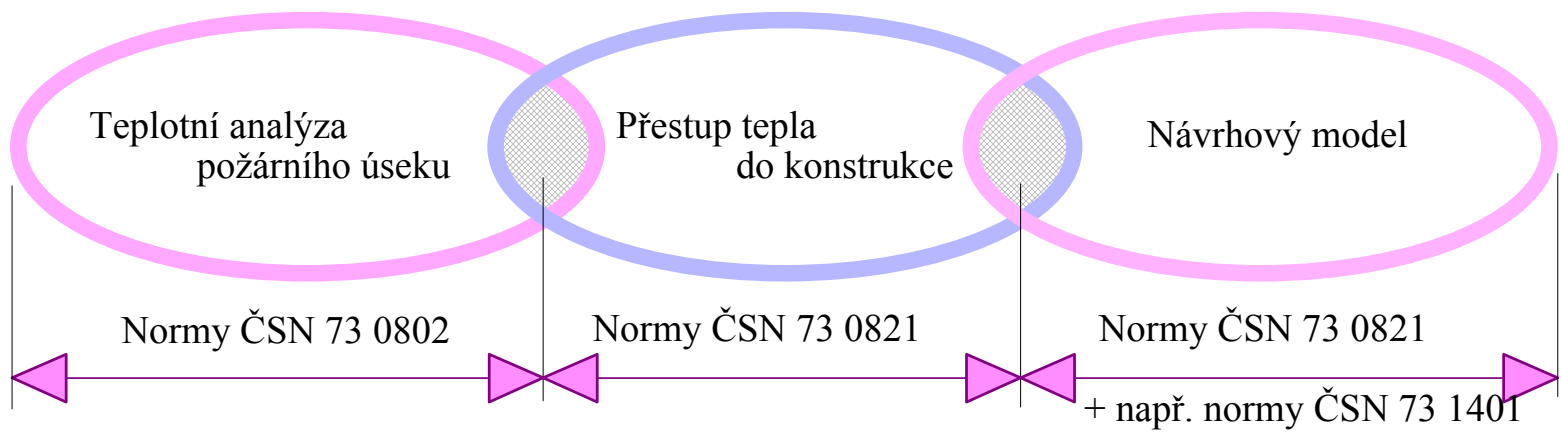 Teplotní analýza
požárního úseku
Přestup tepla
do konstrukce
Návrhový model
Normy ČSN 73 0802
Normy ČSN 73 0821
Normy ČSN 73 0821
+ např. normy ČSN 73 1401